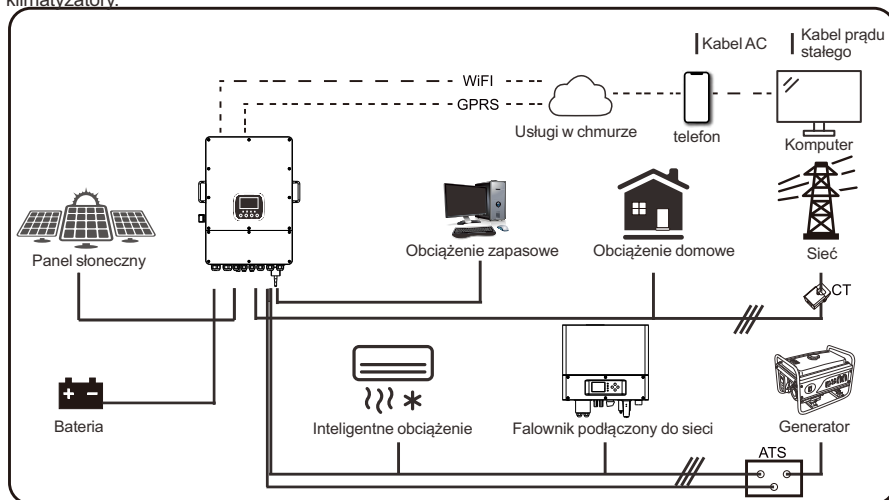 klimatyzatory.
Kabel AC
Kabel prądu
stałego
WiFI
GPRS
Usługi w chmurze
telefon
Komputer
Panel słoneczny
Obciążenie zapasowe
Obciążenie domowe
Sieć
CT
Bateria
Inteligentne obciążenie
Falownik podłączony do sieci
Generator
ATS